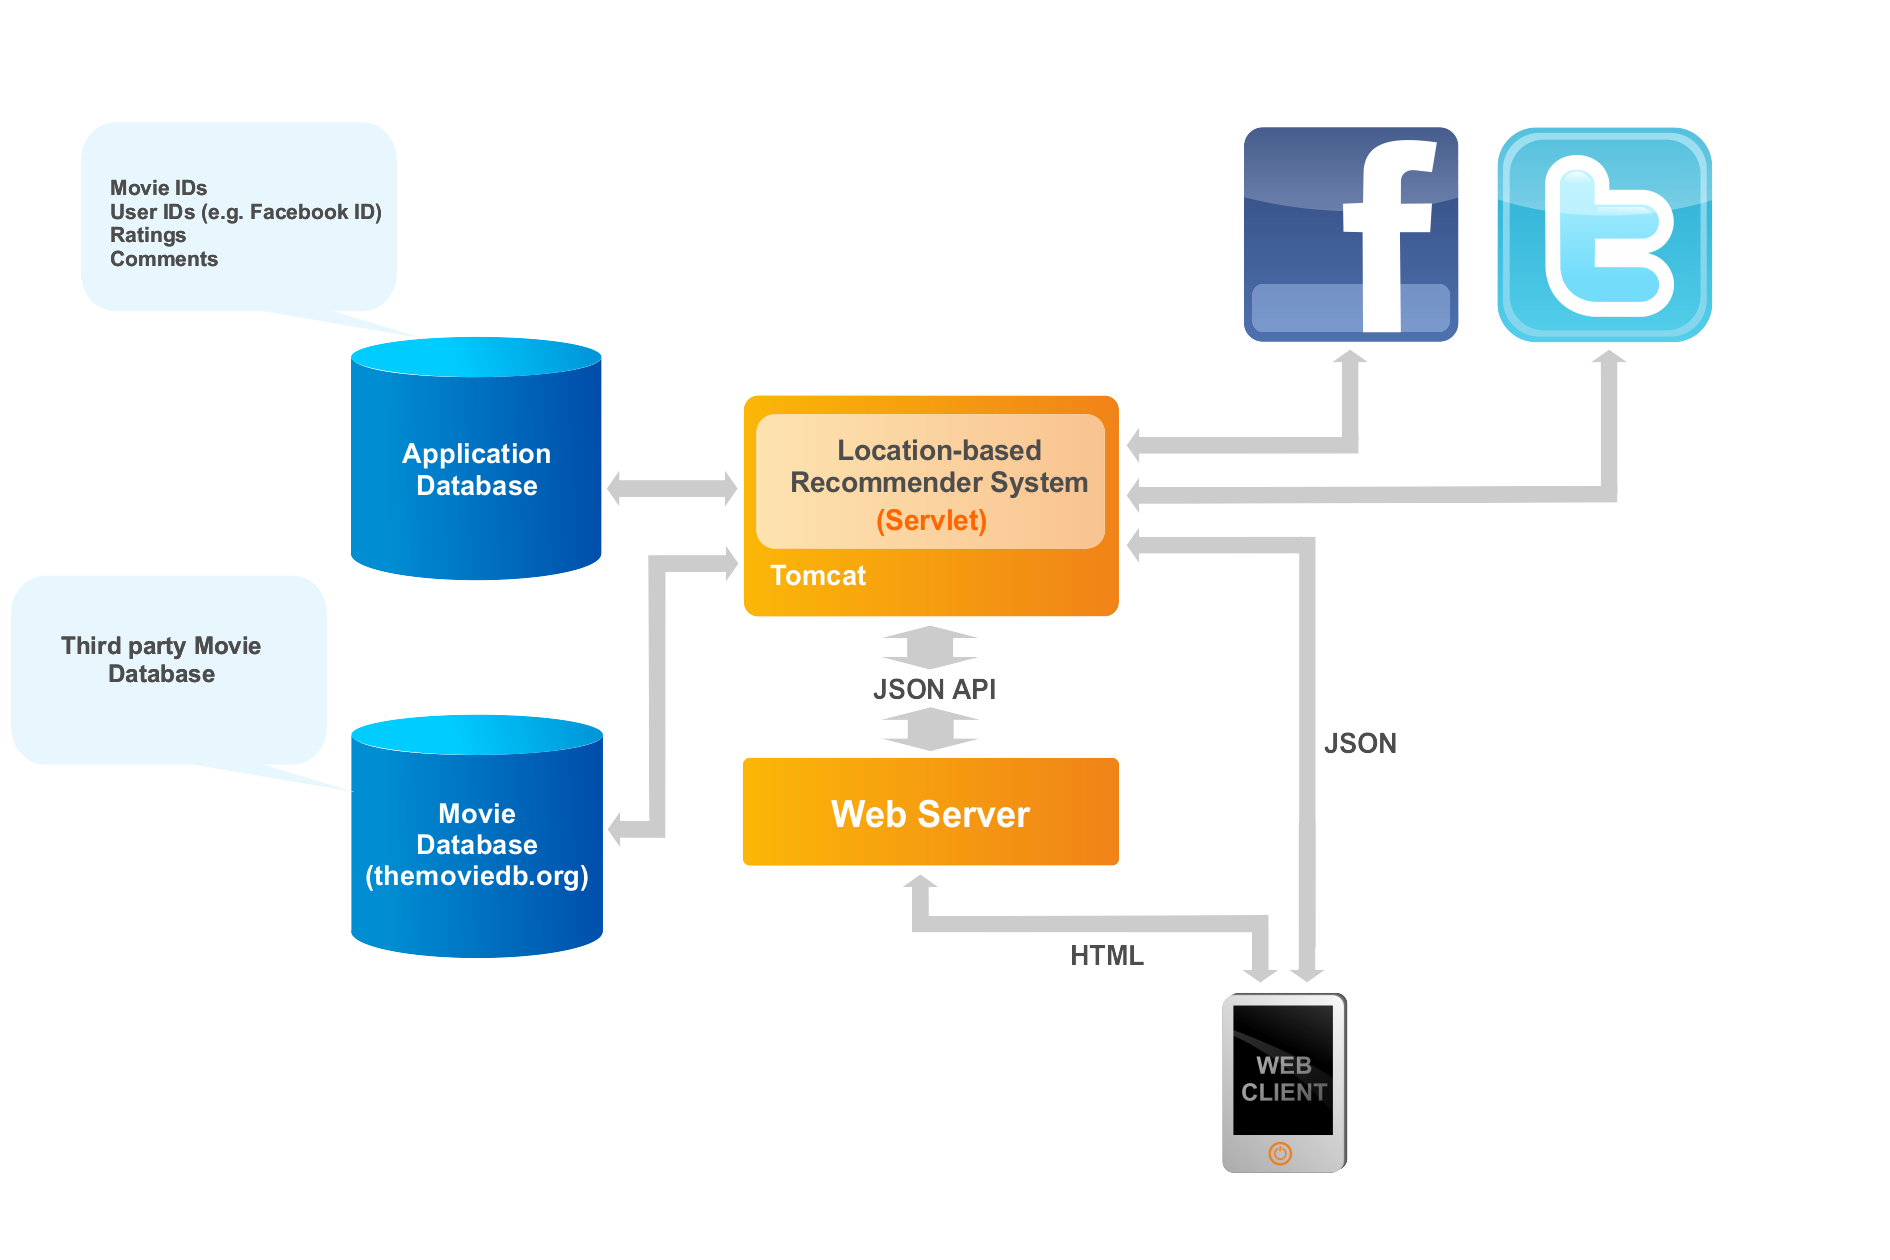 Movie IDs
User IDs (e.g. Facebook ID)
Ratings
Comments
Application
Database
Location-based
Recommender System
(Servlet)
Tomcat
Third party Movie
Database
JSON API
JSON
Movie
Database
(themoviedb.org)
Web Server
HTML
WEB
CLIENT